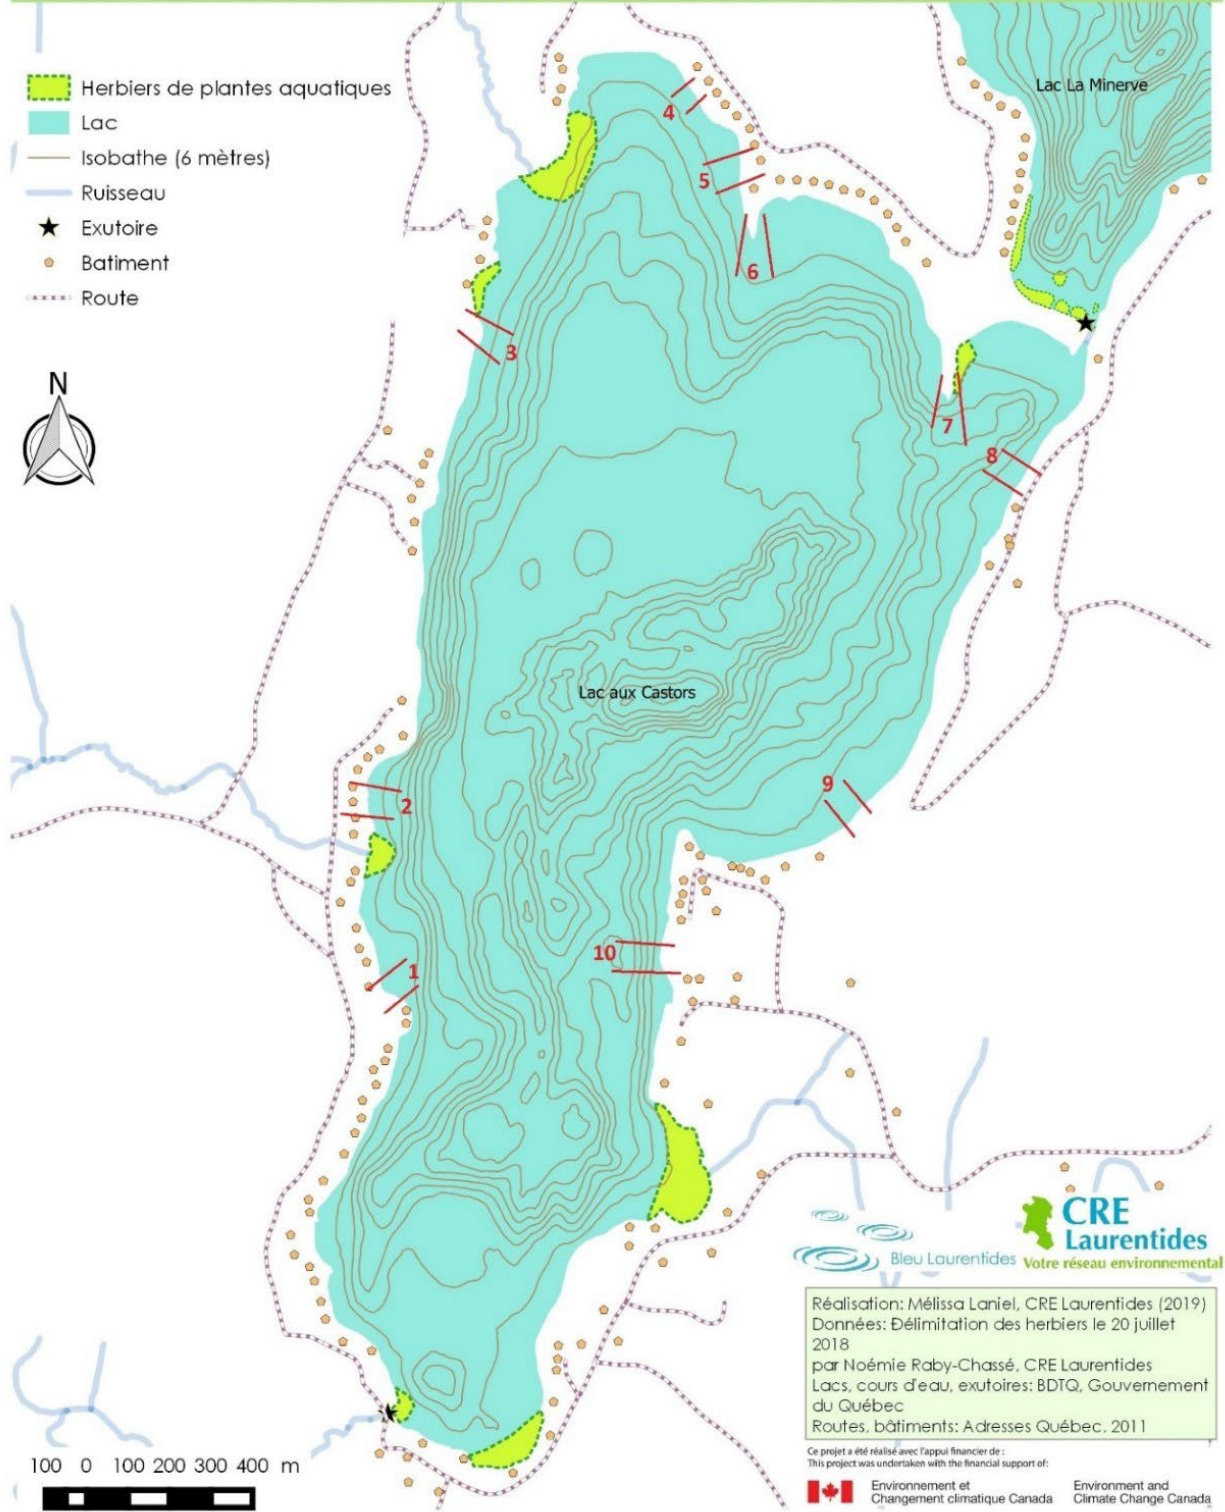 Herbiers de plantes aquatiques
Lac
Isobathe (6 mètres)
Ruisseau
Exutoire
Batiment
Route
N
Lac La Minerve
4
5
6
3
7
8
Lac aux Castors
2
9
10
1
Bleu Laurentides
CRE
Laurentides
Votre réseau environnemental
Réalisation: Mélissa Laniel, CRE Laurentides (2019)
Données: Délimitation des herbiers le 20 juillet
2018
par Noémie Raby-Chassé, CRE Laurentides
Lacs, cours d'eau, exutoires: BDTQ, Gouvernement
du Québec
Routes, bâtiments: Adresses Québec, 2011
Ce projet a été réalisé avec l'appui financier de :
This project was undertaken with the financial support of:
Environnement et
Changement climatique Canada
Environment and
Climate Change Canada
100 0 100 200 300 400 m